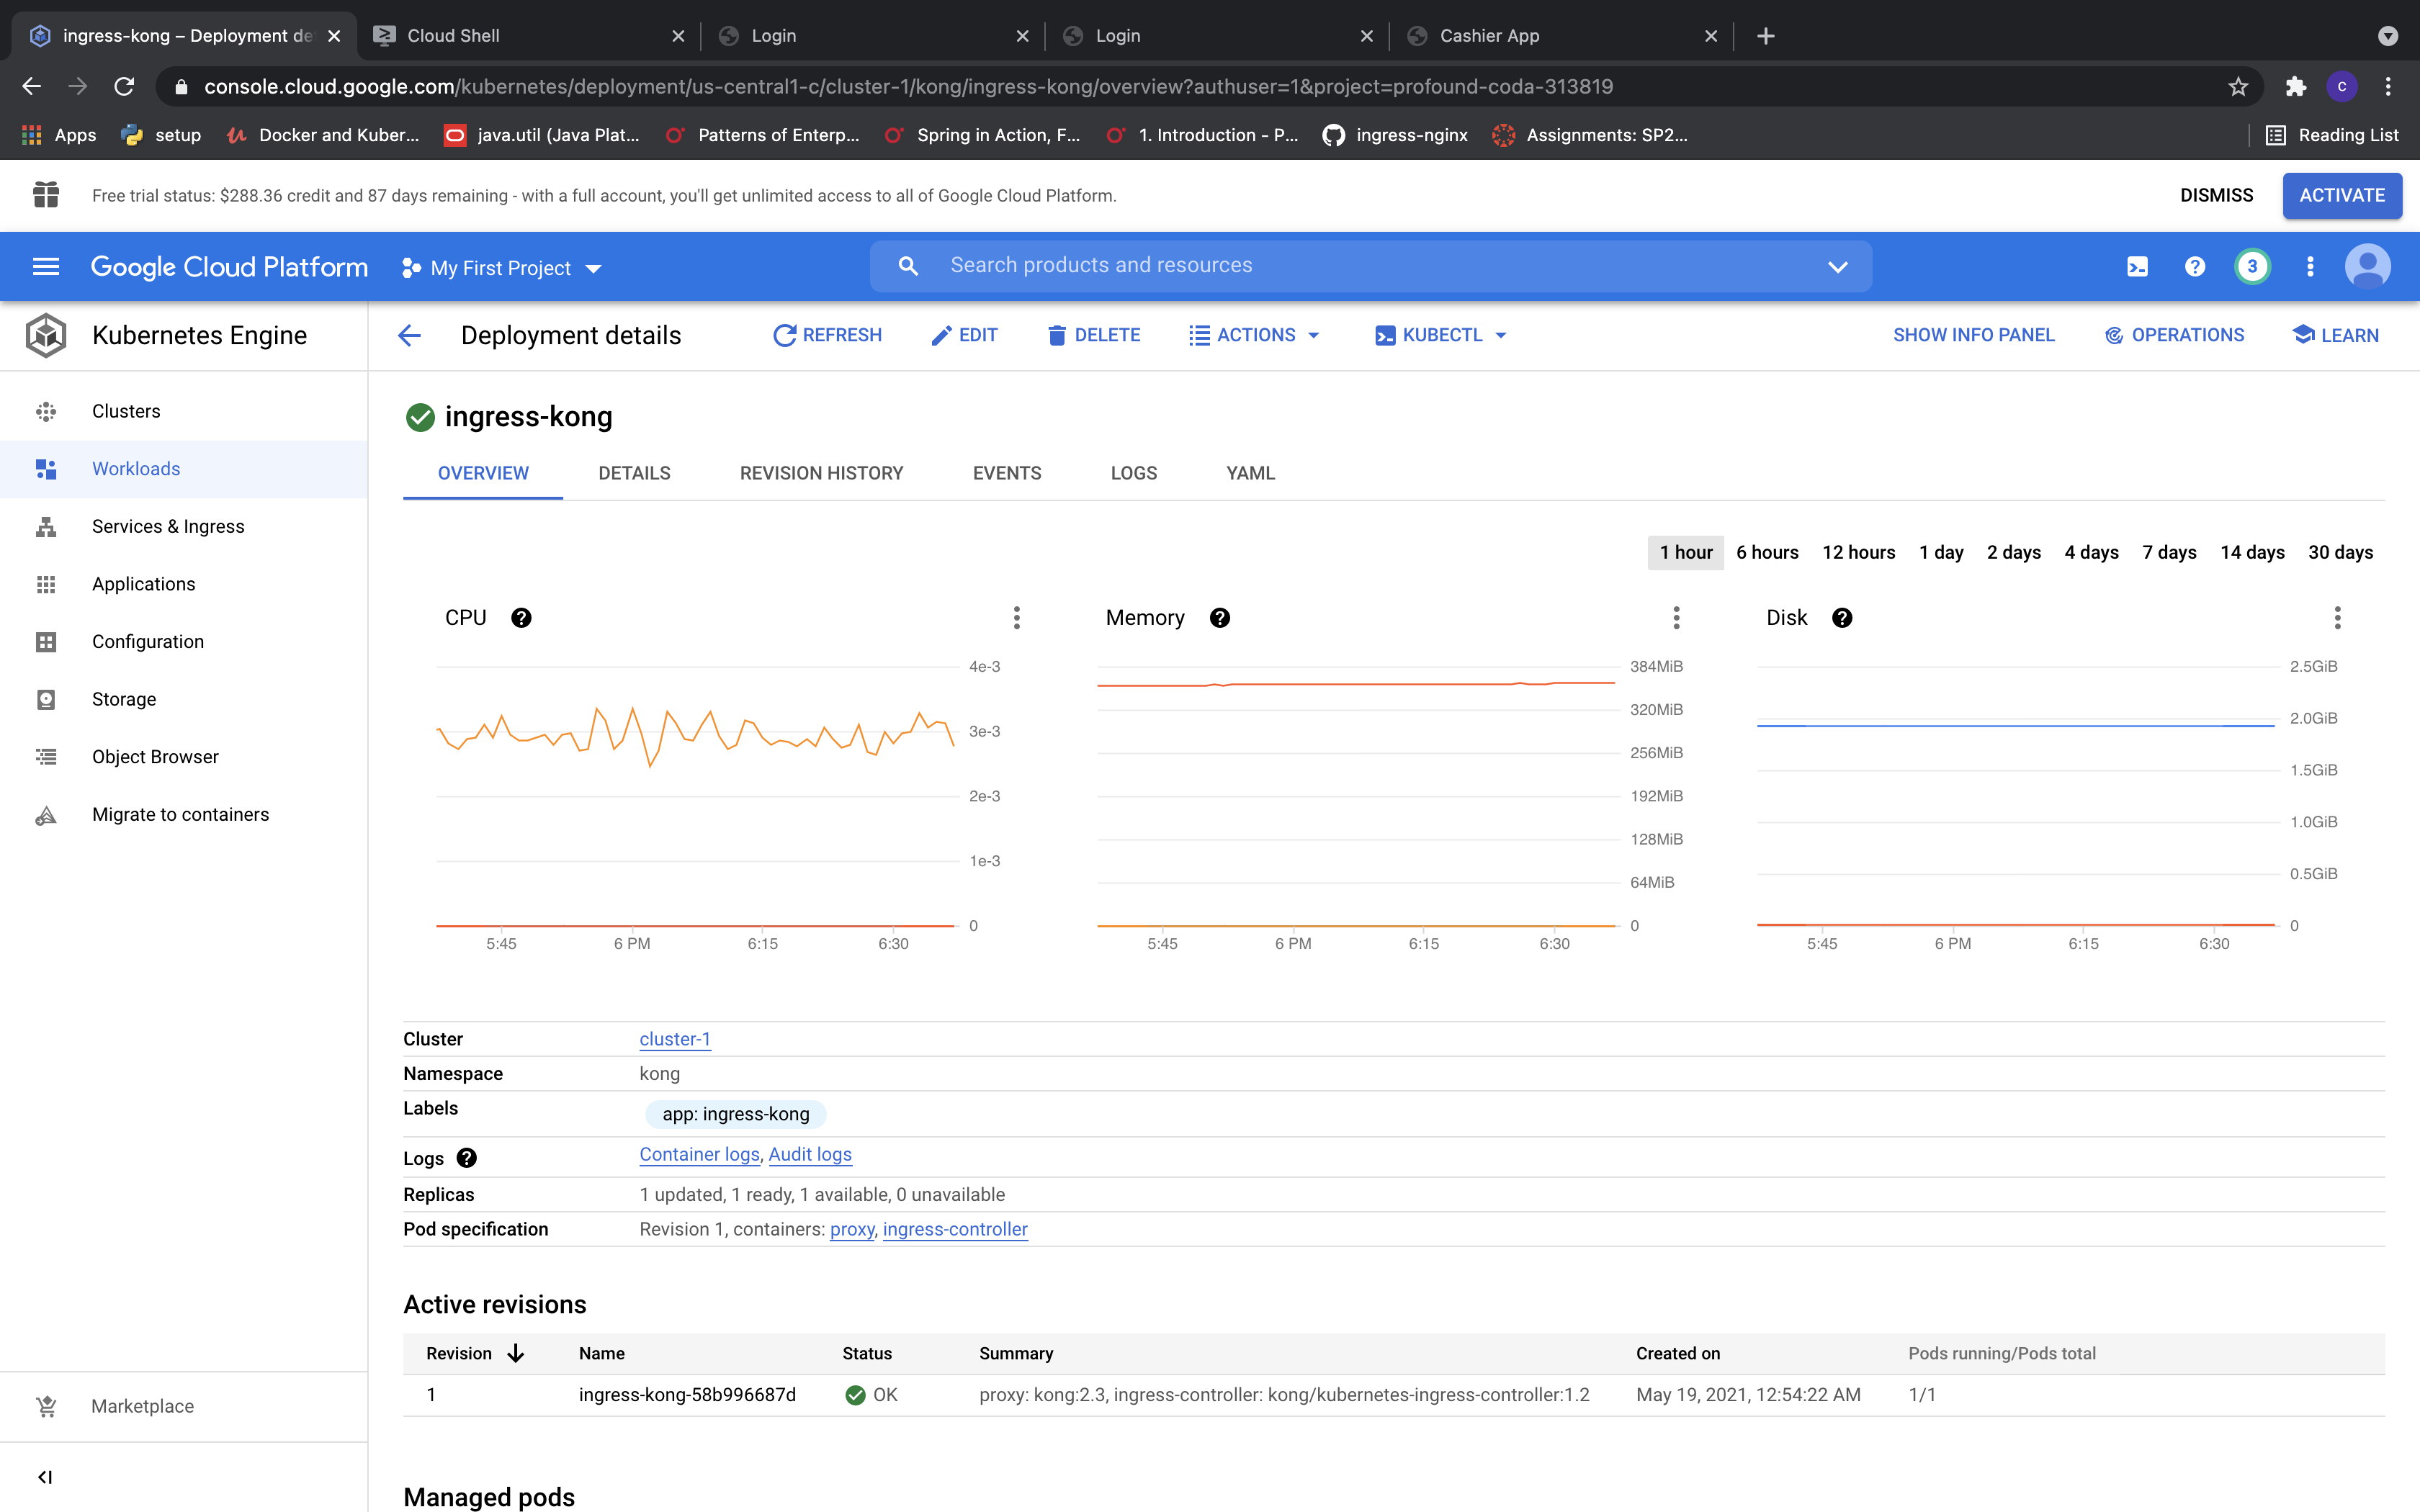 ingress-kong – Deployment de
Cloud Shell
Login
Login
Cashier App
console.cloud.google.com/kubernetes/deployment/us-central1-c/cluster-1/kong/ingress-kong/overview?authuser=1&project=profound-coda-313819
C
Apps
setup
Docker and Kuber...
java.util (Java Plat...
Patterns of Enterp...
Spring in Action, F...
1. Introduction - P...
ingress-nginx
Assignments: SP2...
Reading List
Free trial status: $288.36 credit and 87 days remaining - with a full account, you'll get unlimited access to all of Google Cloud Platform.
DISMISS
ACTIVATE
Google Cloud Platform
My First Project
Search products and resources
3
Kubernetes Engine
Deployment details
REFRESH
EDIT
DELETE
ACTIONS
KUBECTL
SHOW INFO PANEL
OPERATIONS
LEARN
Clusters
Workloads
Services & Ingress
Applications
Configuration
Storage
Object Browser
Migrate to containers
Marketplace
ingress-kong
OVERVIEW
DETAILS
REVISION HISTORY
EVENTS
LOGS
YAML
1 hour 6 hours 12 hours 1 day 2 days 4 days 7 days 14 days 30 days
CPU
4e-3
3e-3
2e-3
1e-3
0
5:45 6 PM 6:15 6:30
Memory
384MiB
320MiB
256MiB
192MiB
128MiB
64MiB
0
5:45 6 PM 6:15 6:30
Disk
2.5GiB
2.0GiB
1.5GiB
1.0GiB
0.5GiB
0
5:45 6 PM 6:15 6:30
Cluster cluster-1
Namespace kong
Labels app: ingress-kong
Logs Container logs, Audit logs
Replicas 1 updated, 1 ready, 1 available, 0 unavailable
Pod specification Revision 1, containers: proxy, ingress-controller
Active revisions
Revision Name Status Summary Created on Pods running/Pods total
1 ingress-kong-58b996687d OK proxy: kong:2.3, ingress-controller: kong/kubernetes-ingress-controller:1.2 May 19, 2021, 12:54:22 AM 1/1
Managed pods